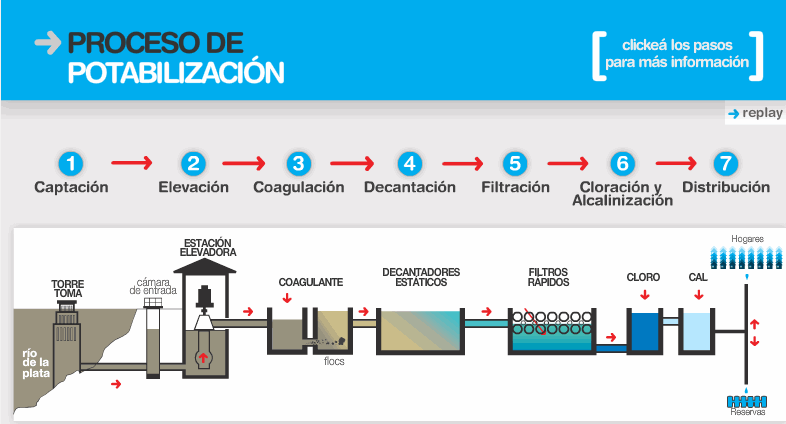 PROCESO DE
POTABILIZACIÓN
clickeá los pasos
para más información
replay
1
2
3
4
5
6
7
Captación
Elevación
Coagulación
Decantación
Filtración
Cloración y
Alcalinización
Distribución
ESTACIÓN
ELEVADORA
TORRE
TOMA
cámara
de entrada
COAGULANTE
DECANTADORES
ESTÁTICOS
FILTROS
RÁPIDOS
CLORO
CAL
Hogares
río
de la
plata
flocs
Reservas